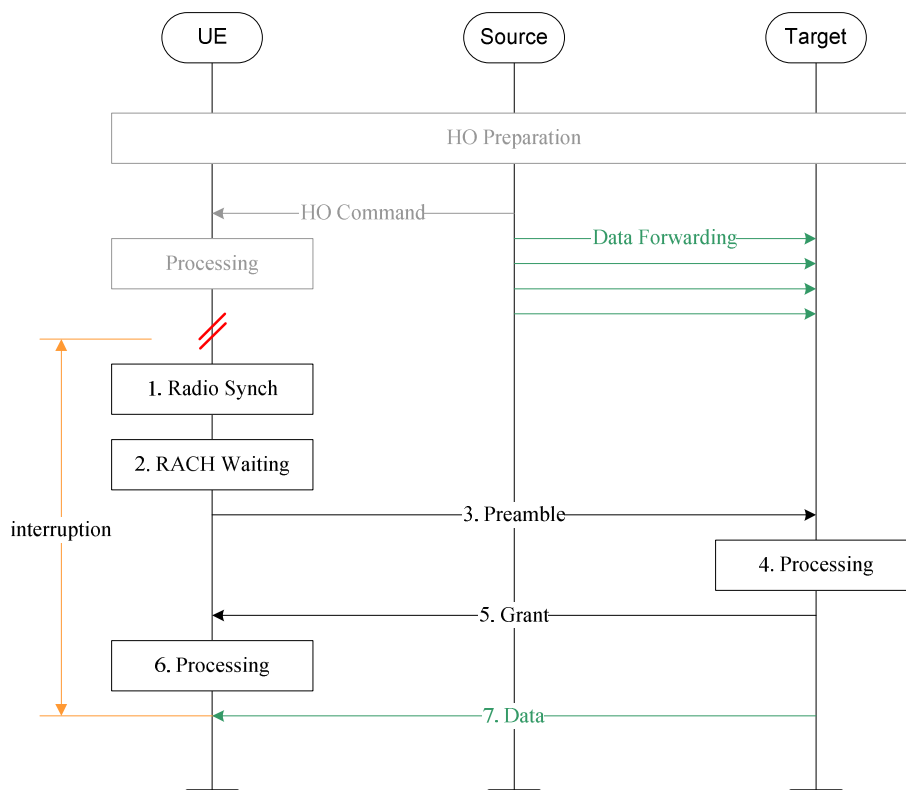 UE
Source
Target
HO Preparation
HO Command
Data Forwarding
Processing
1. Radio Synch
2. RACH Waiting
3. Preamble
interruption
4. Processing
5. Grant
6. Processing
7. Data